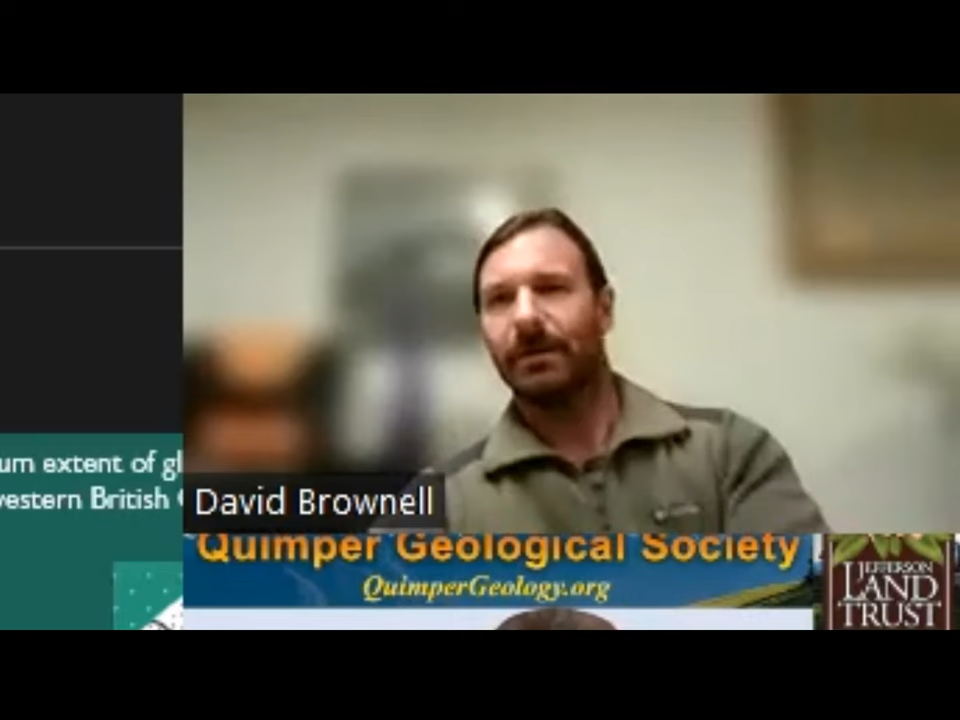 um extent of gl
western British
David Brownell
Quimper Geological Society
QuimperGeology.org
JEFFERSON
LAND
TRUST